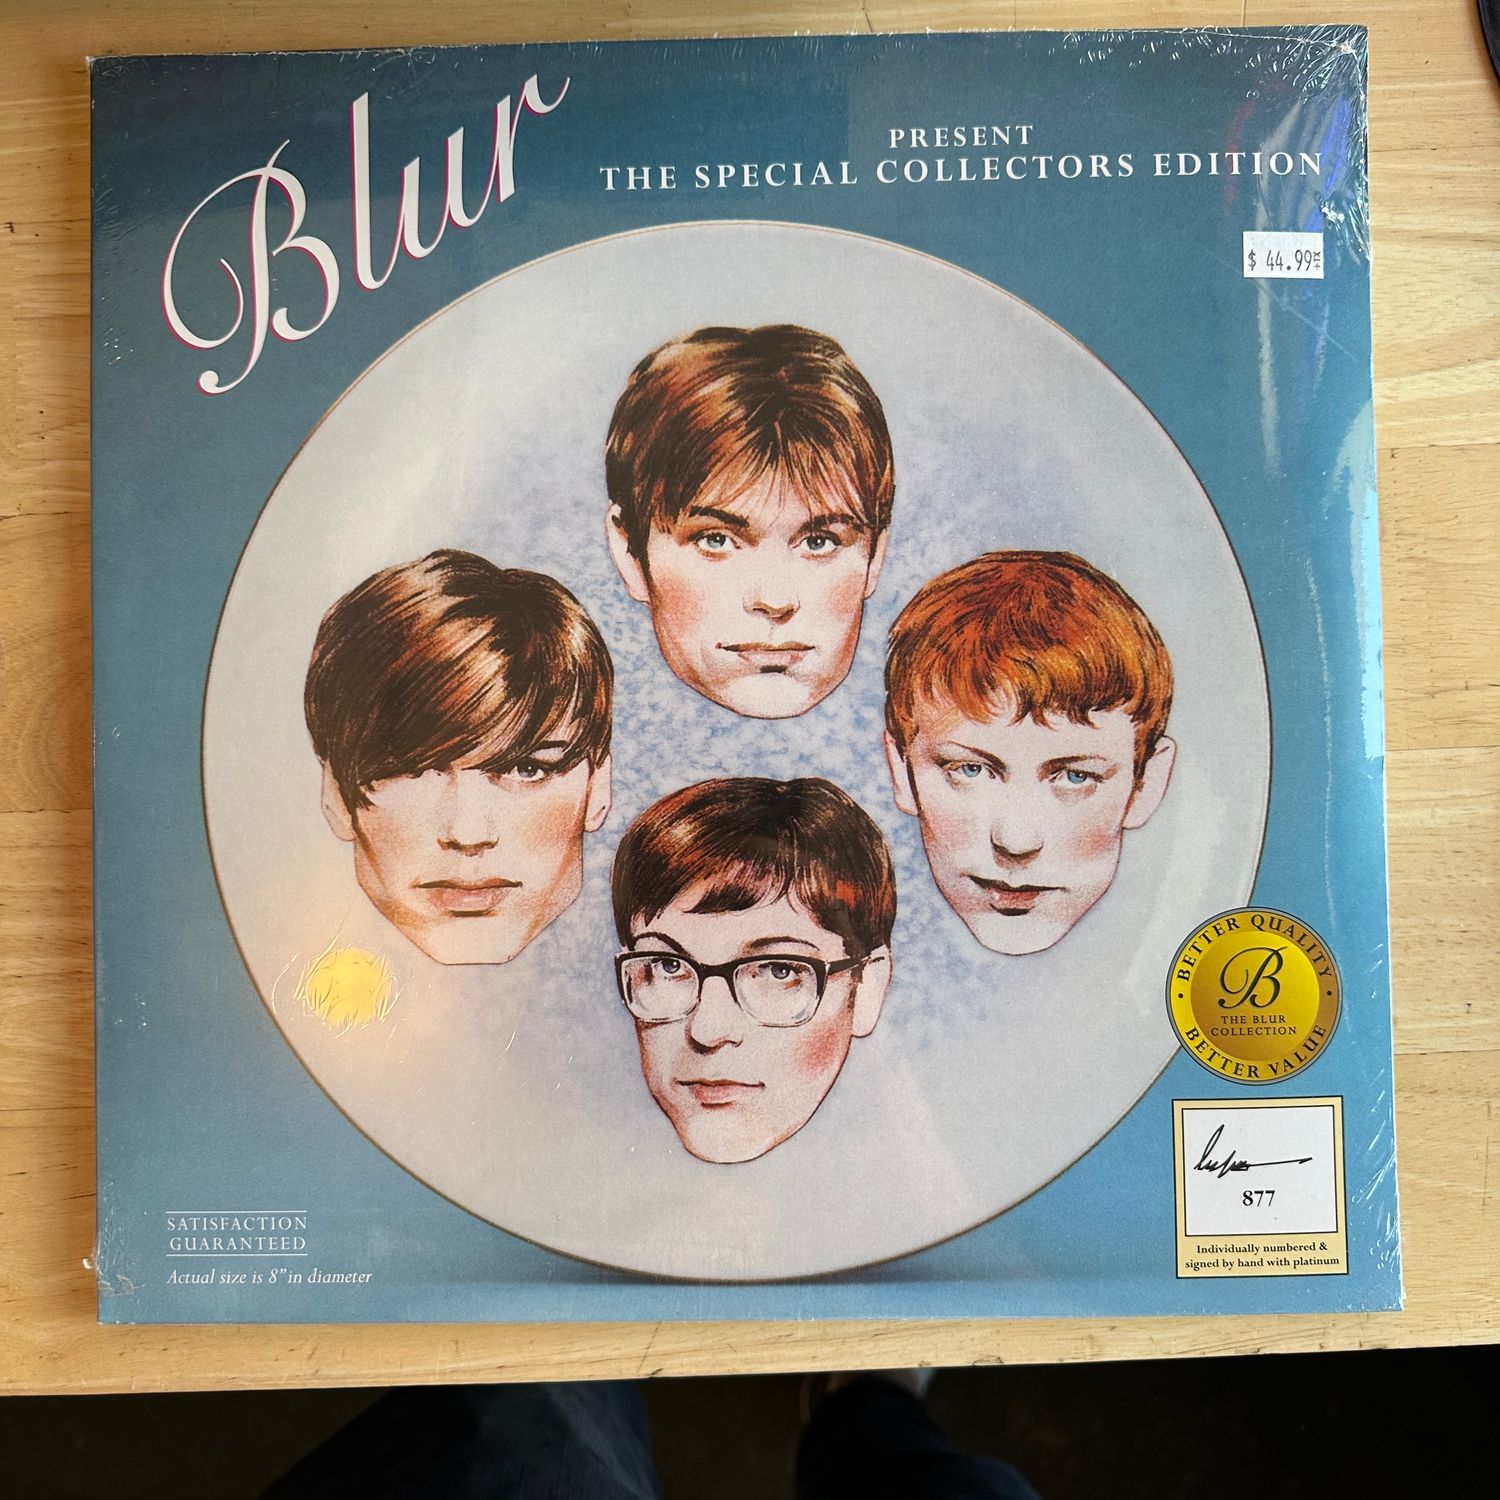 Blur
PRESENT
THE SPECIAL COLLECTORS EDITION
$ 44.99 +TX
BETTER QUALITY
B
THE BLUR
COLLECTION
BETTER VALUE
877
Individually numbered &
signed by hand with platinum
SATISFACTION
GUARANTEED
Actual size is 8" in diameter